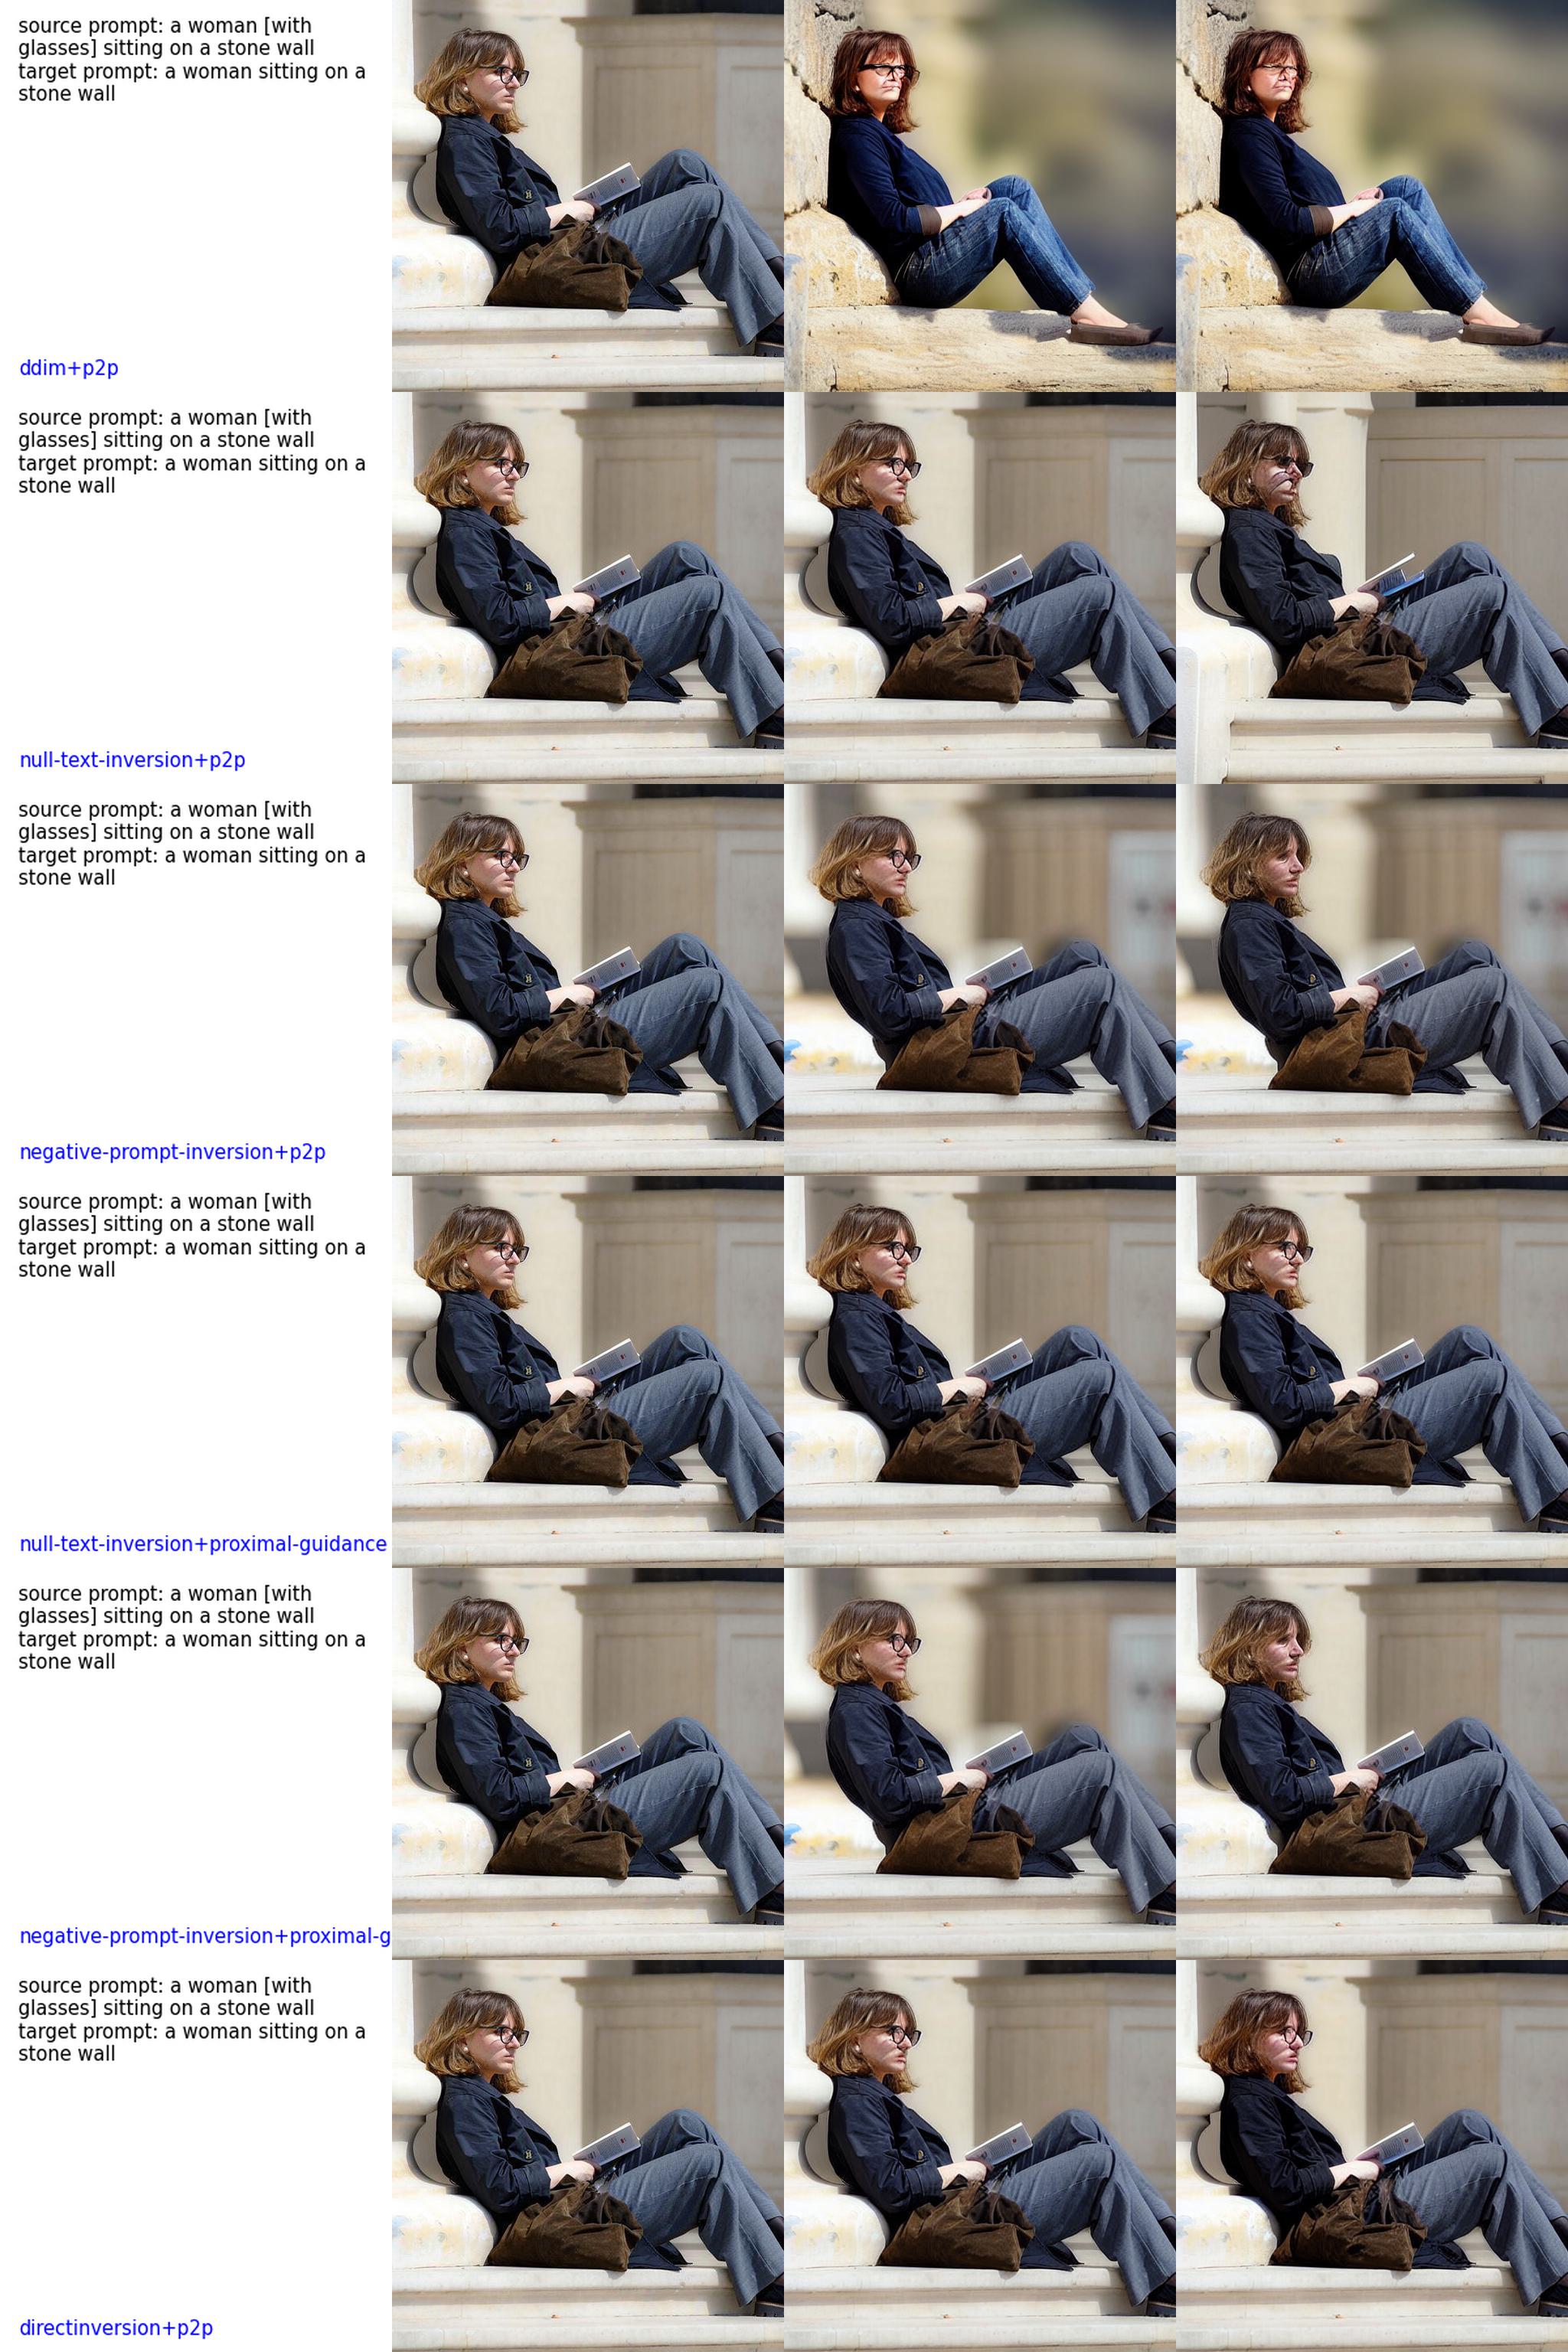 source prompt: a woman [with
glasses] sitting on a stone wall
target prompt: a woman sitting on a
stone wall
ddim+p2p
source prompt: a woman [with
glasses] sitting on a stone wall
target prompt: a woman sitting on a
stone wall
null-text-inversion+p2p
source prompt: a woman [with
glasses] sitting on a stone wall
target prompt: a woman sitting on a
stone wall
negative-prompt-inversion+p2p
source prompt: a woman [with
glasses] sitting on a stone wall
target prompt: a woman sitting on a
stone wall
null-text-inversion+proximal-guidance
source prompt: a woman [with
glasses] sitting on a stone wall
target prompt: a woman sitting on a
stone wall
negative-prompt-inversion+proximal-g
source prompt: a woman [with
glasses] sitting on a stone wall
target prompt: a woman sitting on a
stone wall
directinversion+p2p